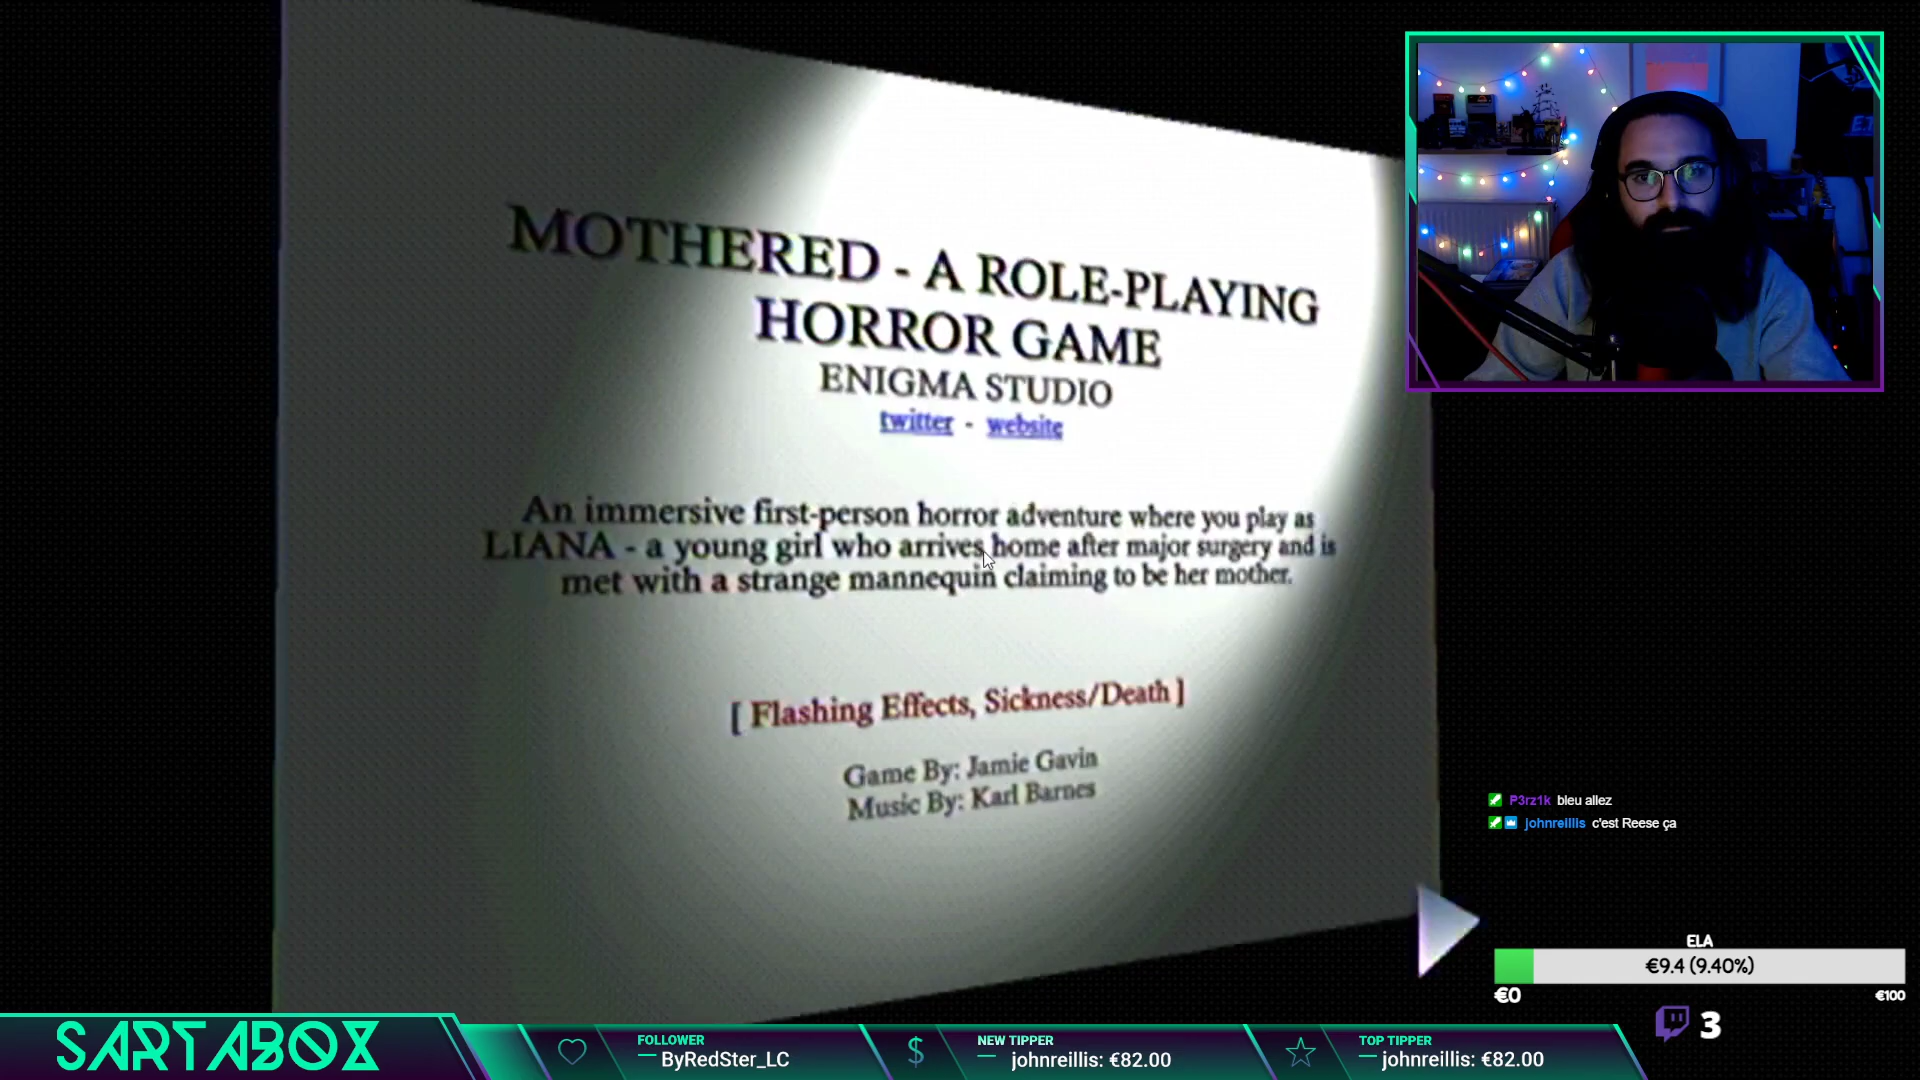 MOTHERED - A ROLE-PLAYING
HORROR GAME
ENIGMA STUDIO
twitter - website
An immersive first-person horror adventure where you play as
LIANA - a young girl who arrives home after major surgery and is
met with a strange mannequin claiming to be her mother.
[ Flashing Effects, Sickness/Death ]
Game By: Jamie Gavin
Music By: Karl Barnes
P3rz1k bleu allez
johnreillis c'est Reese ça
ELA
€9.4 (9.40%)
€0
€100
3
SARTABOX
FOLLOWER
ByRedSter_LC
NEW TIPPER
johnreillis: €82.00
TOP TIPPER
johnreillis: €82.00